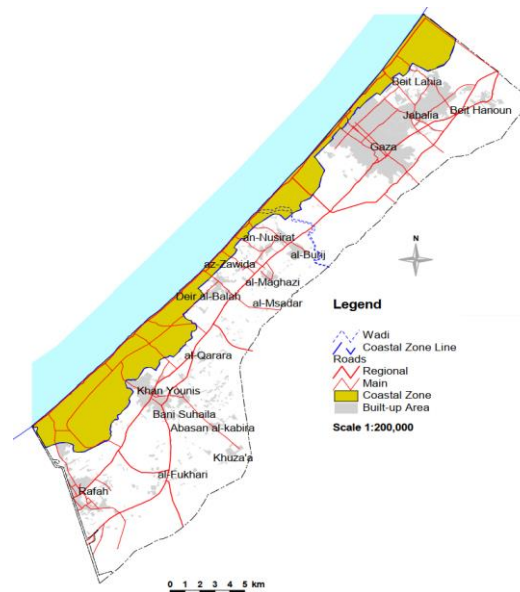 Beit Lahia
Beit Hanoun
Jabalia
Gaza
an-Nusirat
al-Burij
az-Zawida
al-Maghazi
Deir al-Balah
al-Msadar
al-Qarara
Khan Younis
Bani Suhaila
Abasan al-kabira
Khuza'a
al-Fukhari
Rafah
N
Legend
Wadi
Coastal Zone Line
Roads
Regional
Main
Coastal Zone
Built-up Area
Scale 1:200,000
0 1 2 3 4 5 km